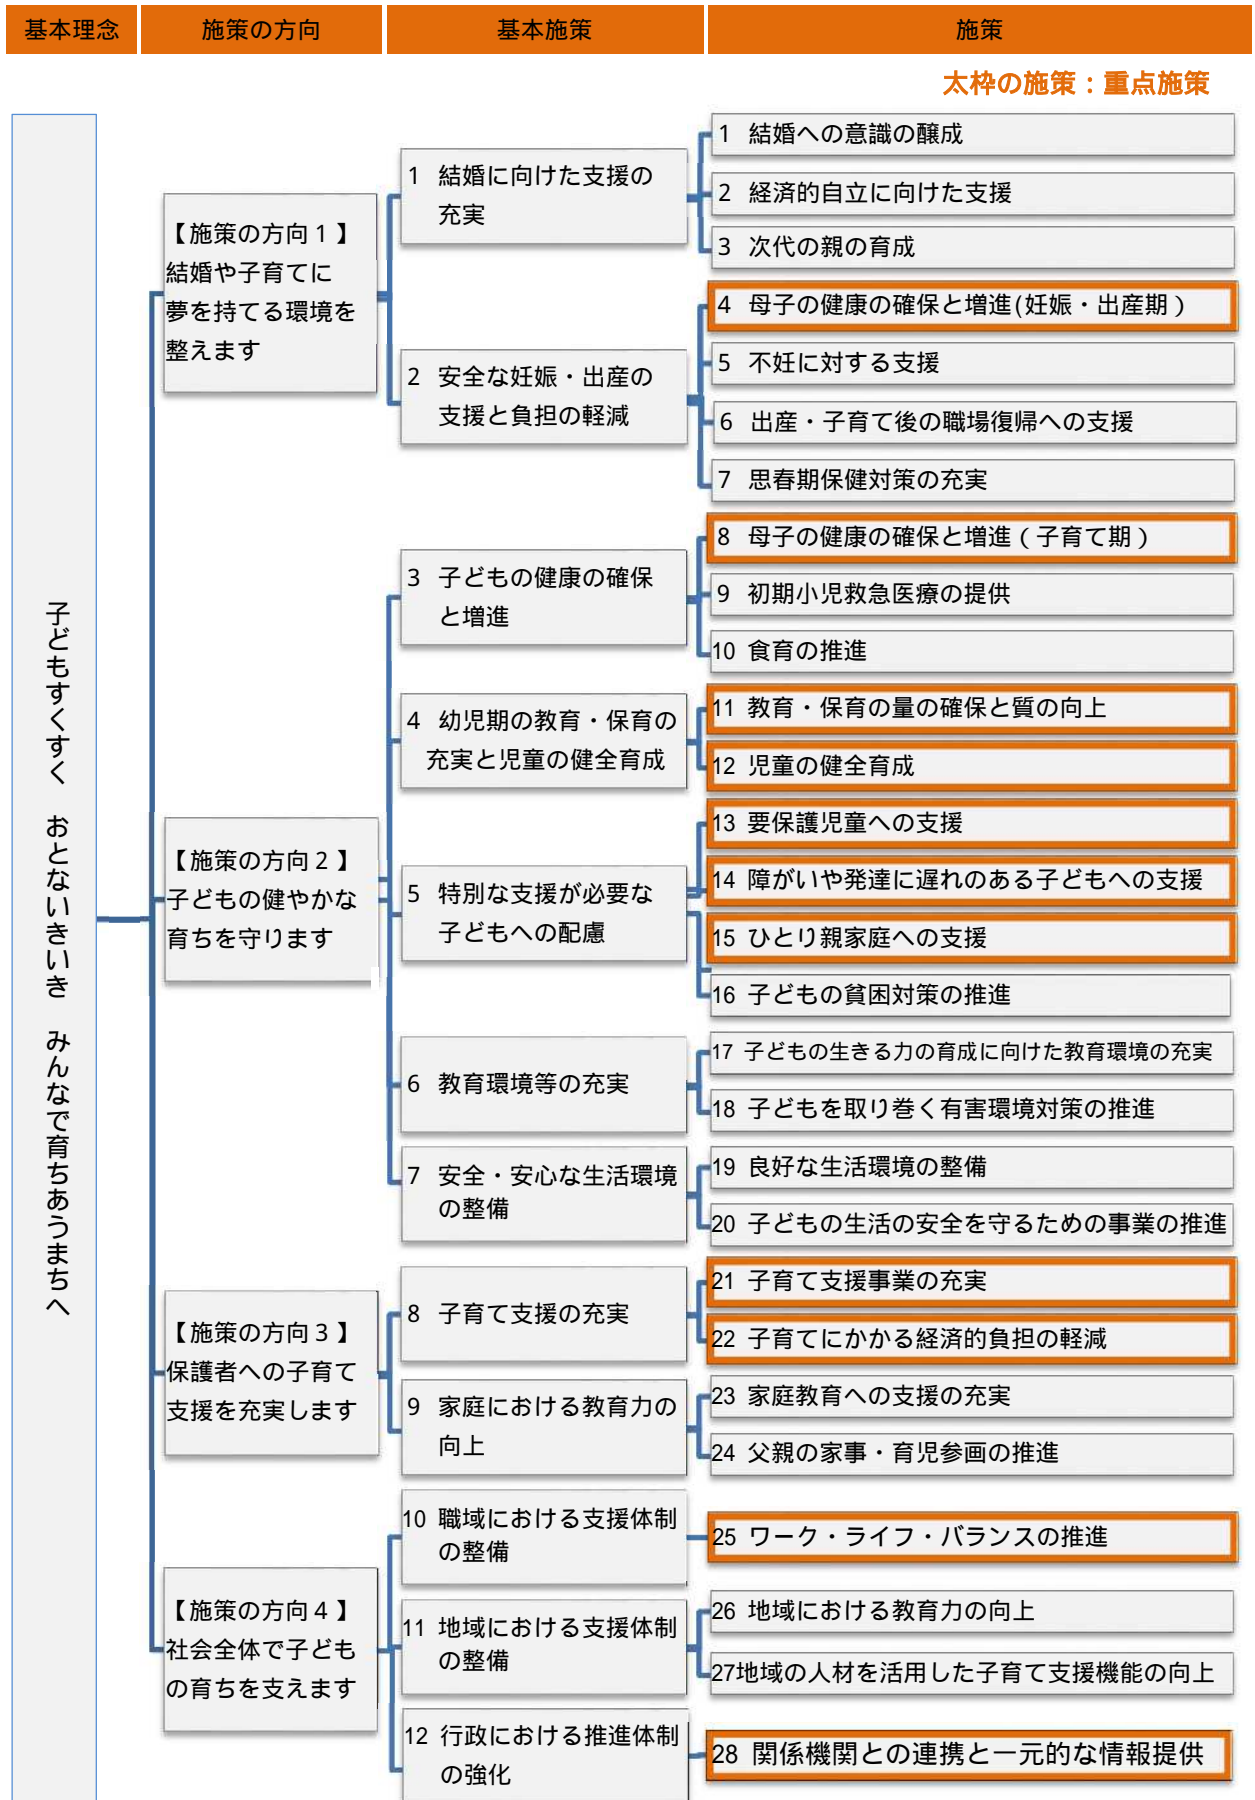 基本理念
施策の方向
基本施策
施策
太枠の施策：重点施策
子どもすくすく　おとないきいき　みんなで育ちあうまちへ
【施策の方向１】
結婚や子育てに
夢を持てる環境を
整えます
1 結婚に向けた支援の
充実
1 結婚への意識の醸成
2 経済的自立に向けた支援
3 次代の親の育成
2 安全な妊娠・出産の
支援と負担の軽減
4 母子の健康の確保と増進(妊娠・出産期）
5 不妊に対する支援
6 出産・子育て後の職場復帰への支援
7 思春期保健対策の充実
【施策の方向２】
子どもの健やかな
育ちを守ります
3 子どもの健康の確保
と増進
8 母子の健康の確保と増進（子育て期）
9 初期小児救急医療の提供
10 食育の推進
4 幼児期の教育・保育の
充実と児童の健全育成
11 教育・保育の量の確保と質の向上
12 児童の健全育成
5 特別な支援が必要な
子どもへの配慮
13 要保護児童への支援
14 障がいや発達に遅れのある子どもへの支援
15 ひとり親家庭への支援
16 子どもの貧困対策の推進
6 教育環境等の充実
17 子どもの生きる力の育成に向けた教育環境の充実
18 子どもを取り巻く有害環境対策の推進
7 安全・安心な生活環境
の整備
19 良好な生活環境の整備
20 子どもの生活の安全を守るための事業の推進
【施策の方向３】
保護者への子育て
支援を充実します
8 子育て支援の充実
21 子育て支援事業の充実
22 子育てにかかる経済的負担の軽減
9 家庭における教育力の
向上
23 家庭教育への支援の充実
24 父親の家事・育児参画の推進
【施策の方向４】
社会全体で子ども
の育ちを支えます
10 職域における支援体制
の整備
25 ワーク・ライフ・バランスの推進
11 地域における支援体制
の整備
26 地域における教育力の向上
27地域の人材を活用した子育て支援機能の向上
12 行政における推進体制
の強化
28 関係機関との連携と一元的な情報提供